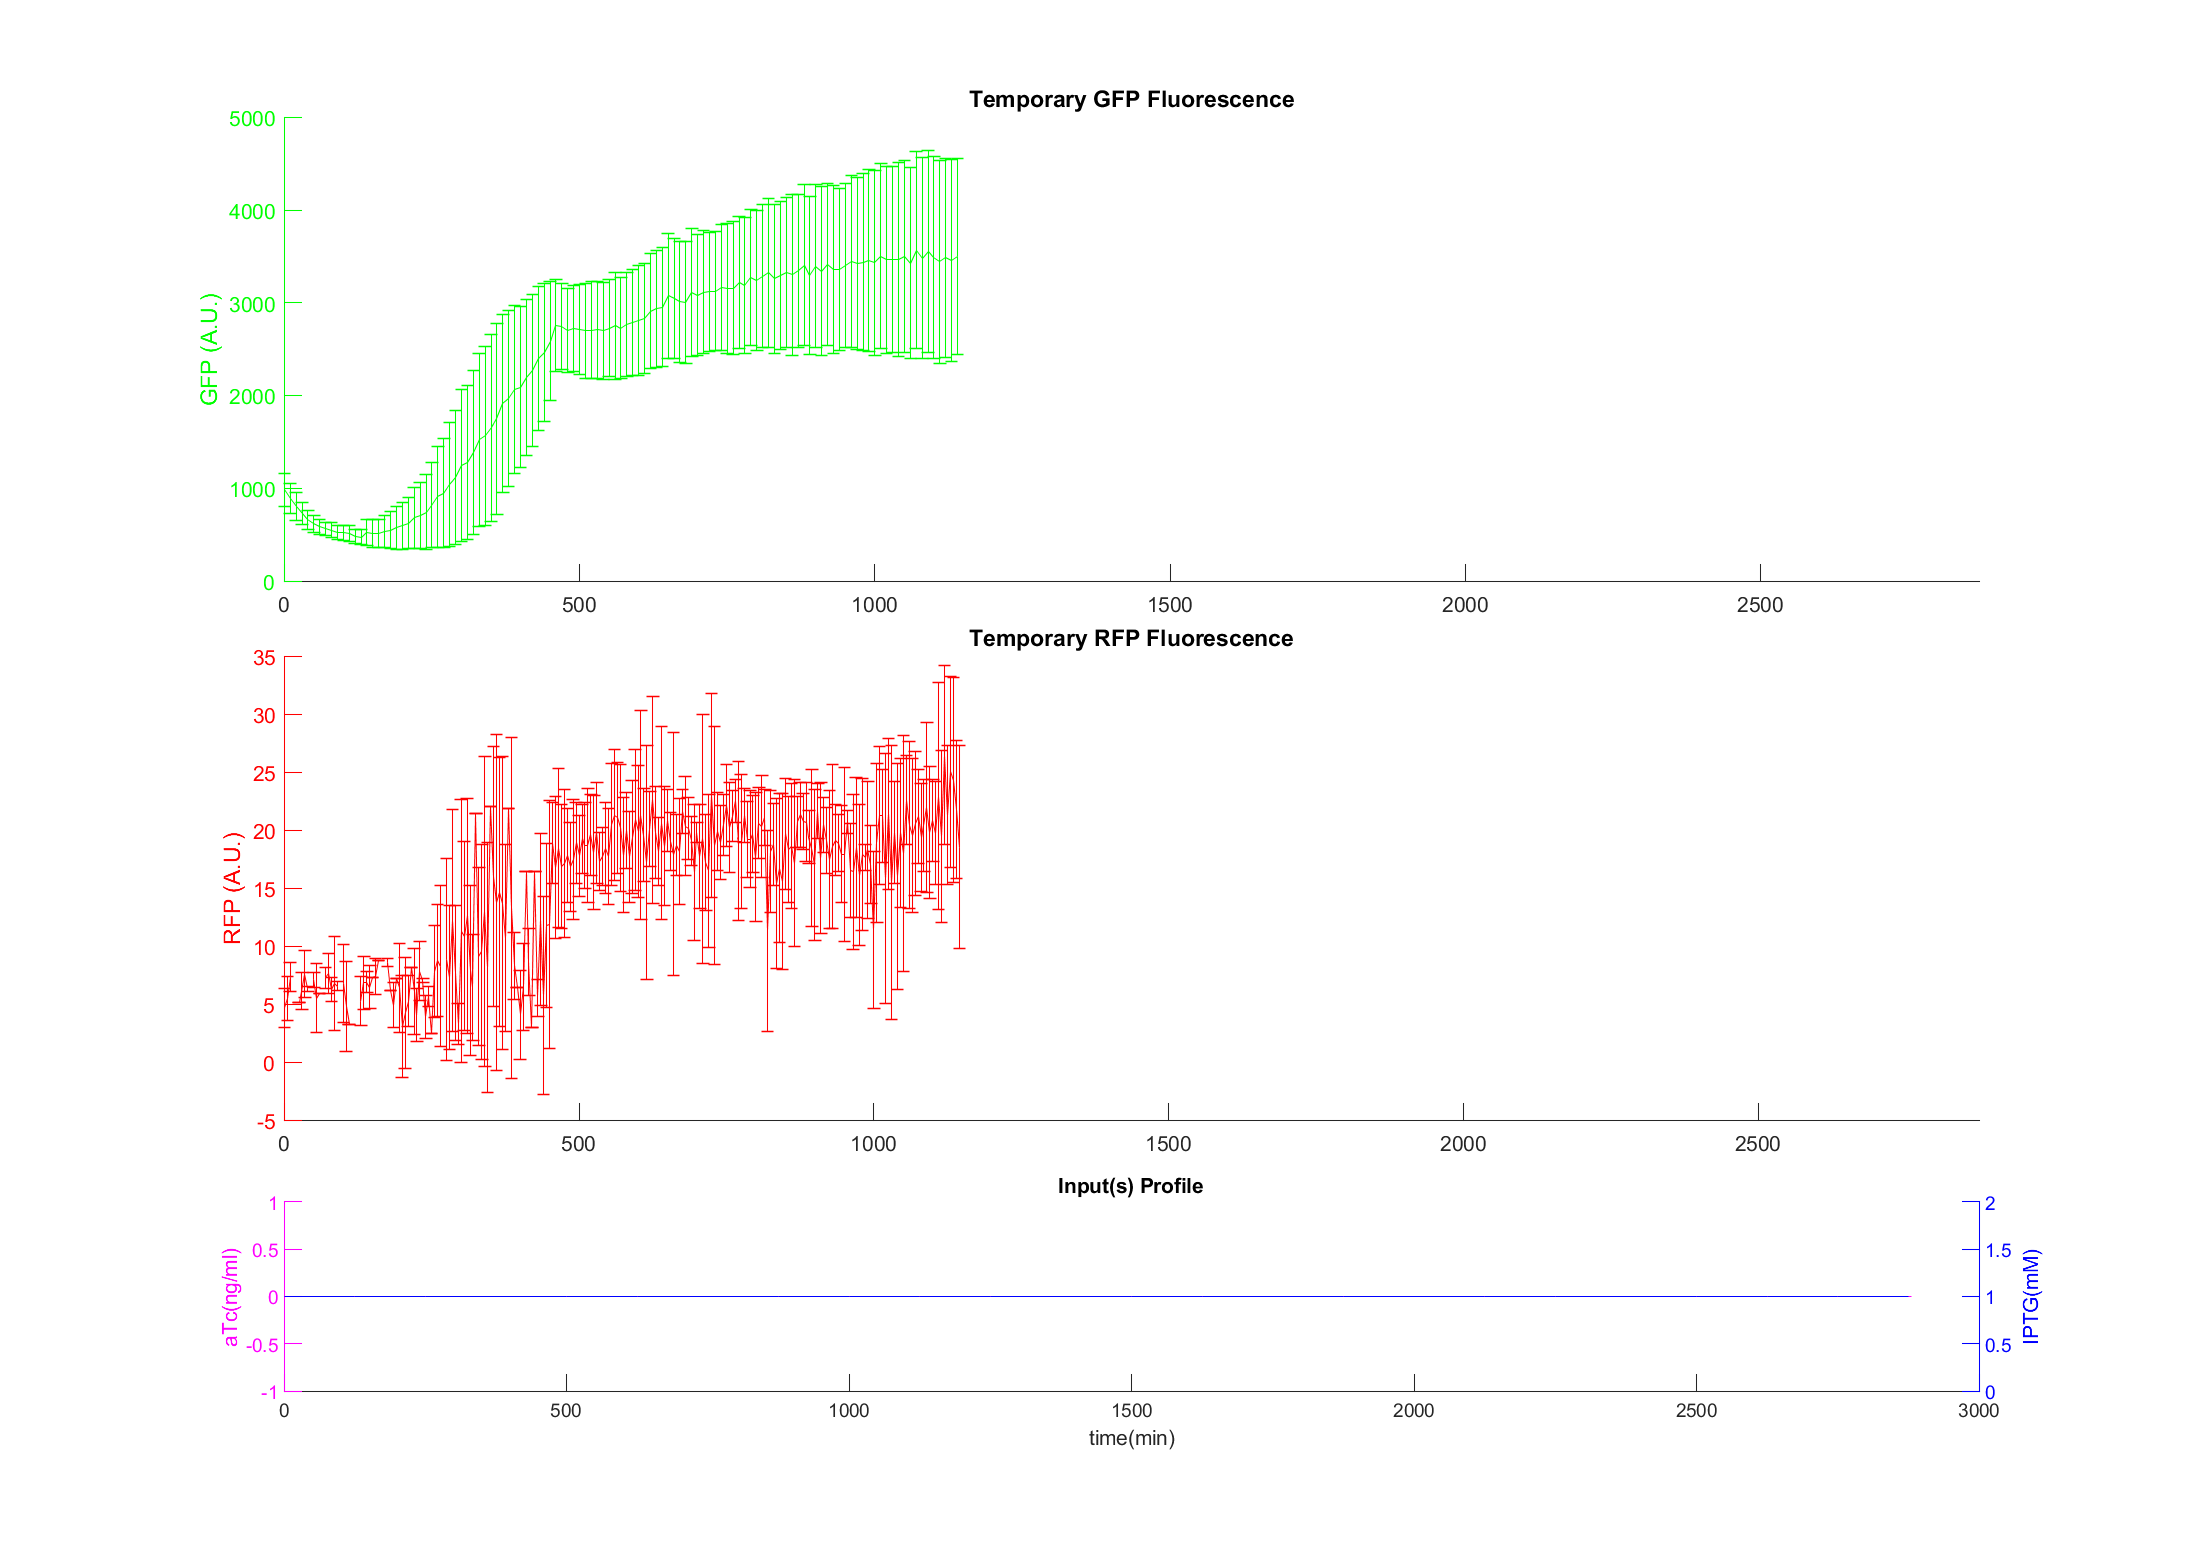 Temporary GFP Fluorescence
5000
4000
3000
2000
1000
0
GFP (A.U.)
0 500 1000 1500 2000 2500
Temporary RFP Fluorescence
35
30
25
20
15
10
5
0
-5
RFP (A.U.)
0 500 1000 1500 2000 2500
Input(s) Profile
1
0.5
0
-0.5
-1
aTc(ng/ml)
2
1.5
1
0.5
0
IPTG(mM)
0 500 1000 1500 2000 2500 3000
time(min)